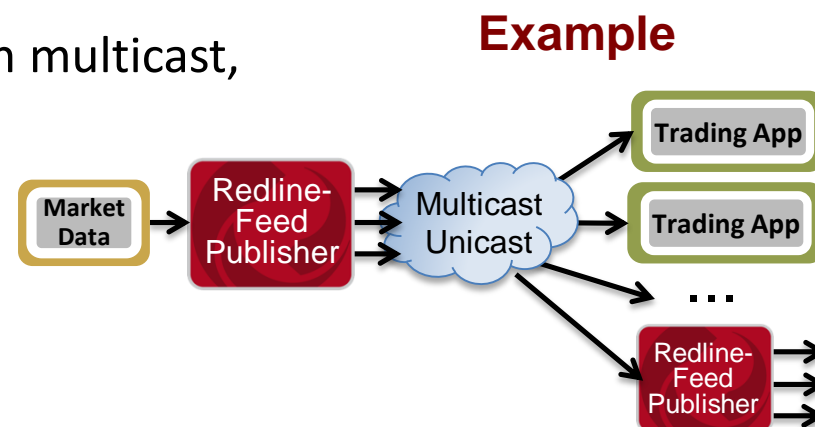 n multicast,
Example
Market
Data
Redline-
Feed
Publisher
Multicast
Unicast
Trading App
Trading App
...
Redline-
Feed
Publisher